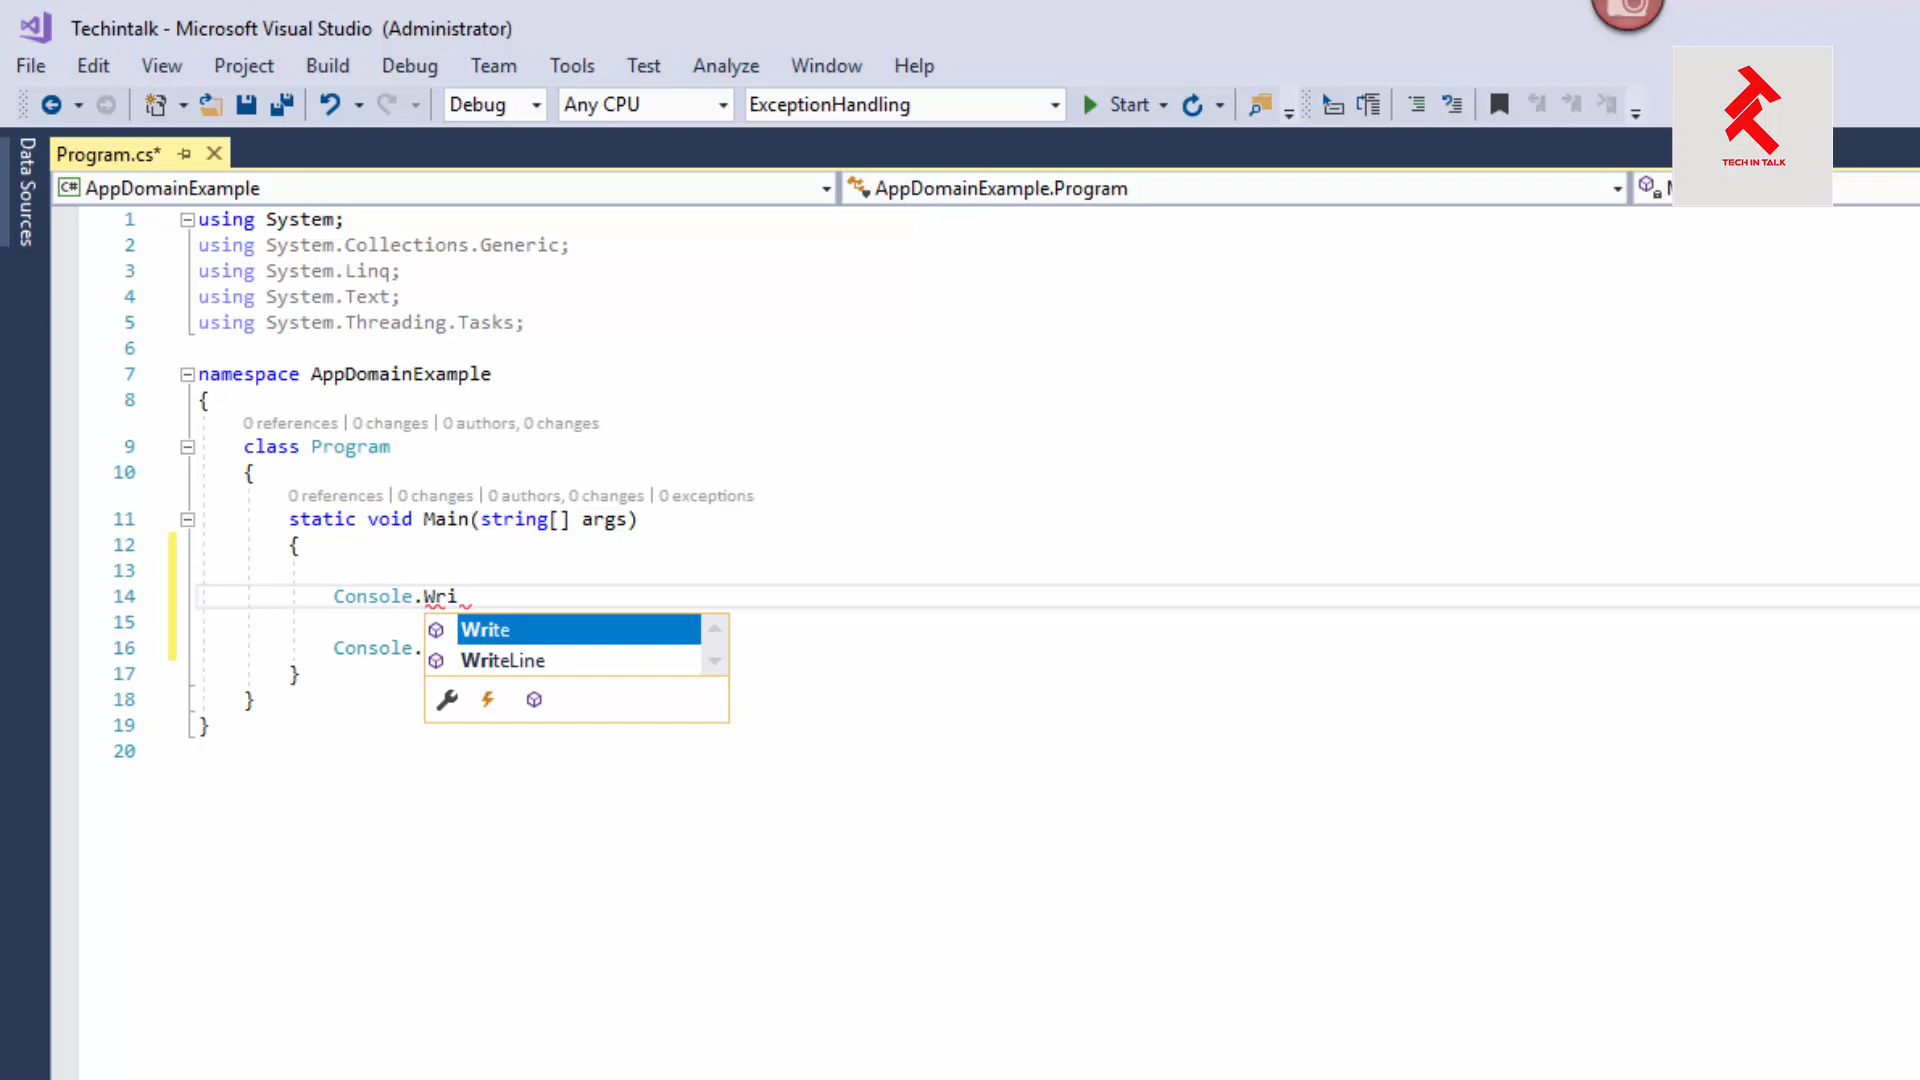 Techintalk - Microsoft Visual Studio (Administrator)
File Edit View Project Build Debug Team Tools Test Analyze Window Help
Debug Any CPU ExceptionHandling Start
TECH IN TALK
Data Sources
Program.cs*
C# AppDomainExample AppDomainExample.Program
1 using System;
2 using System.Collections.Generic;
3 using System.Linq;
4 using System.Text;
5 using System.Threading.Tasks;
6
7 namespace AppDomainExample
8 {
0 references | 0 changes | 0 authors, 0 changes
9 class Program
10 {
0 references | 0 changes | 0 authors, 0 changes | 0 exceptions
11 static void Main(string[] args)
12 {
13
14 Console.Wri
15
Write
16 Console.
WriteLine
17 }
18 }
19 }
20